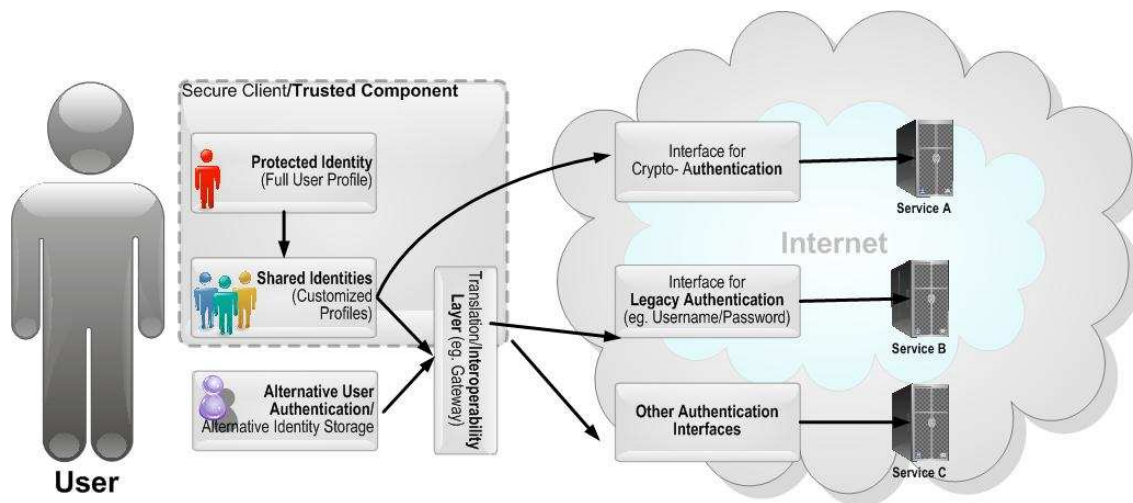 Secure Client/Trusted Component
Protected Identity
(Full User Profile)
Shared Identities
(Customized
Profiles)
Alternative User
Authentication/
Alternative Identity Storage
Translation/Interoperability
Layer (eg. Gateway)
User
Interface for
Crypto- Authentication
Service A
Internet
Interface for
Legacy Authentication
(eg. Username/Password)
Service B
Other Authentication
Interfaces
Service C